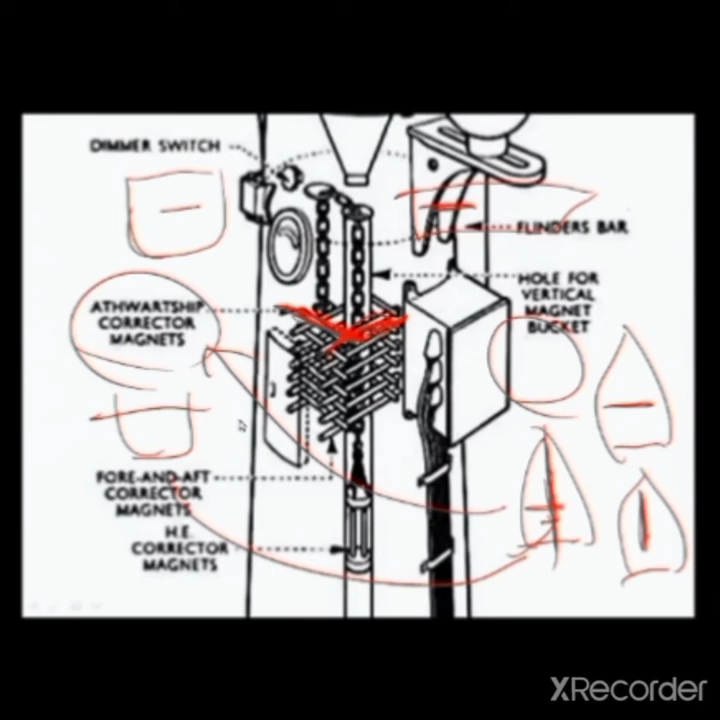 DIMMER SWITCH
FLINDERS BAR
HOLE FOR
VERTICAL
MAGNET
BUCKET
ATHWARTSHIP
CORRECTOR
MAGNETS
FORE-AND-AFT
CORRECTOR
MAGNETS
H.E.
CORRECTOR
MAGNETS
XRecorder